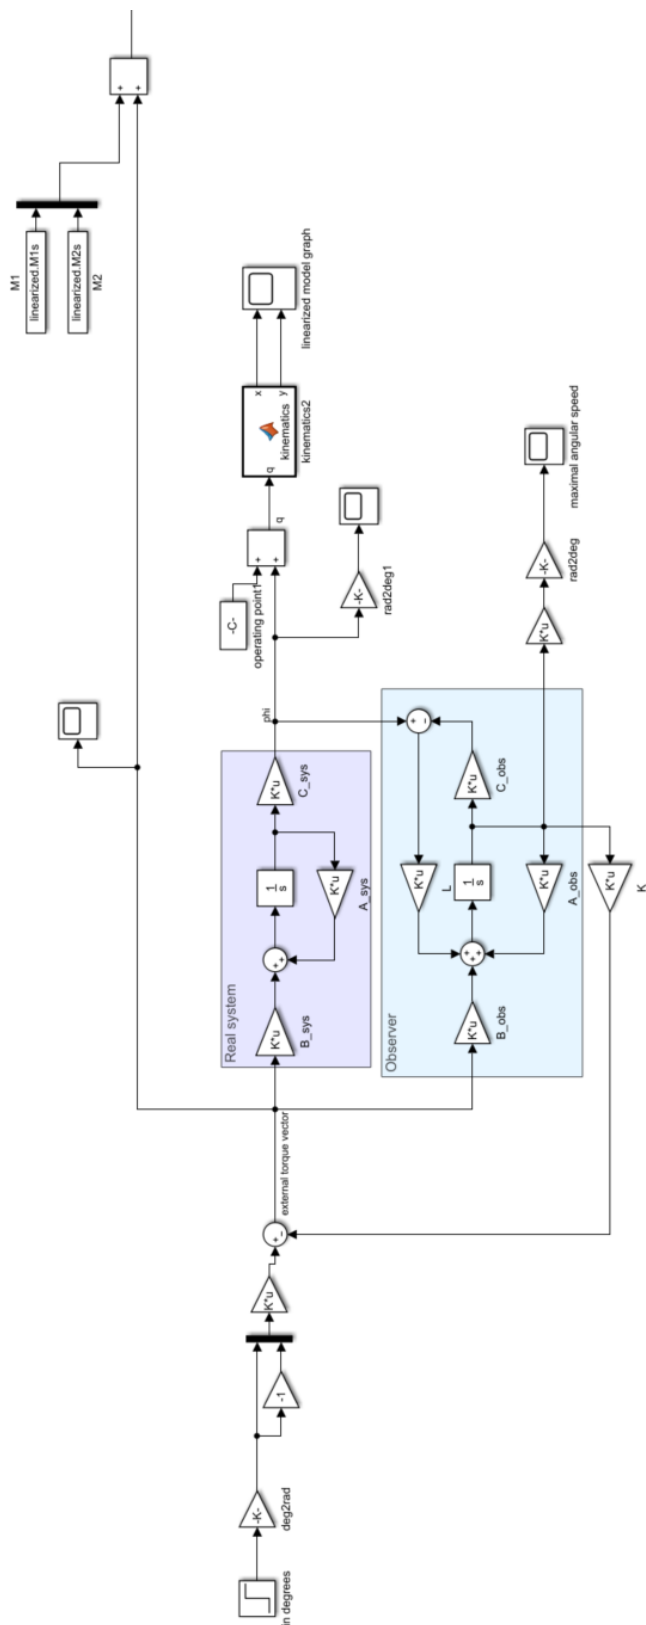 in degrees
-K-
deg2rad
-1
K*u
+
−
external torque vector
Real system
K*u
B_sys
+
+
1
s
K*u
A_sys
K*u
C_sys
phi
Observer
K*u
B_obs
+
+
+
K*u
1
s
L
K*u
A_obs
K*u
C_obs
+
−
K*u
K
-C-
operating point1
+
+
q
q
kinematics
x
y
kinematics2
linearized model graph
-K-
rad2deg1
K*u
-K-
rad2deg
maximal angular speed
M1
linearized.M1s
linearized.M2s
M2
+
+